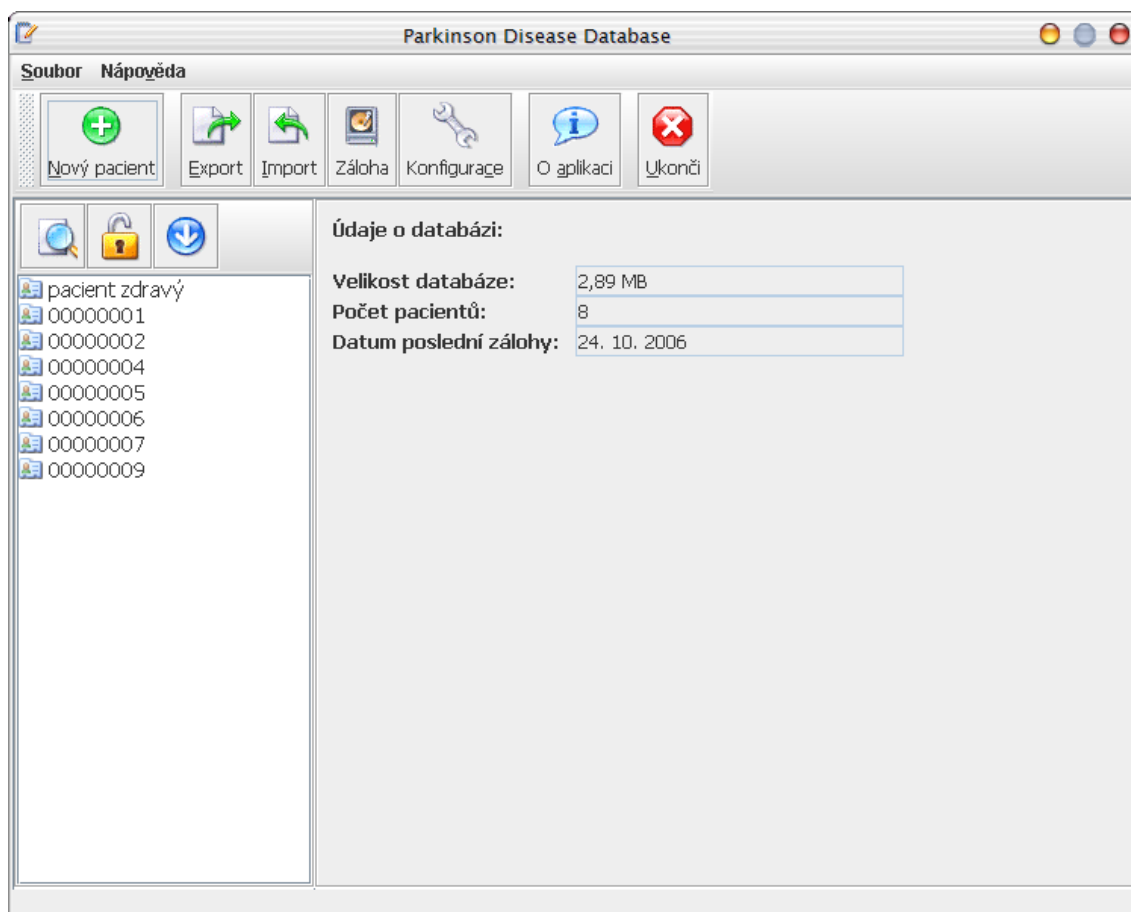 Parkinson Disease Database
Soubor Nápověda
Nový pacient Export Import Záloha Konfigurace O aplikaci Ukonči
pacient zdravý
00000001
00000002
00000004
00000005
00000006
00000007
00000009
Údaje o databázi:
Velikost databáze: 2,89 MB
Počet pacientů: 8
Datum poslední zálohy: 24. 10. 2006